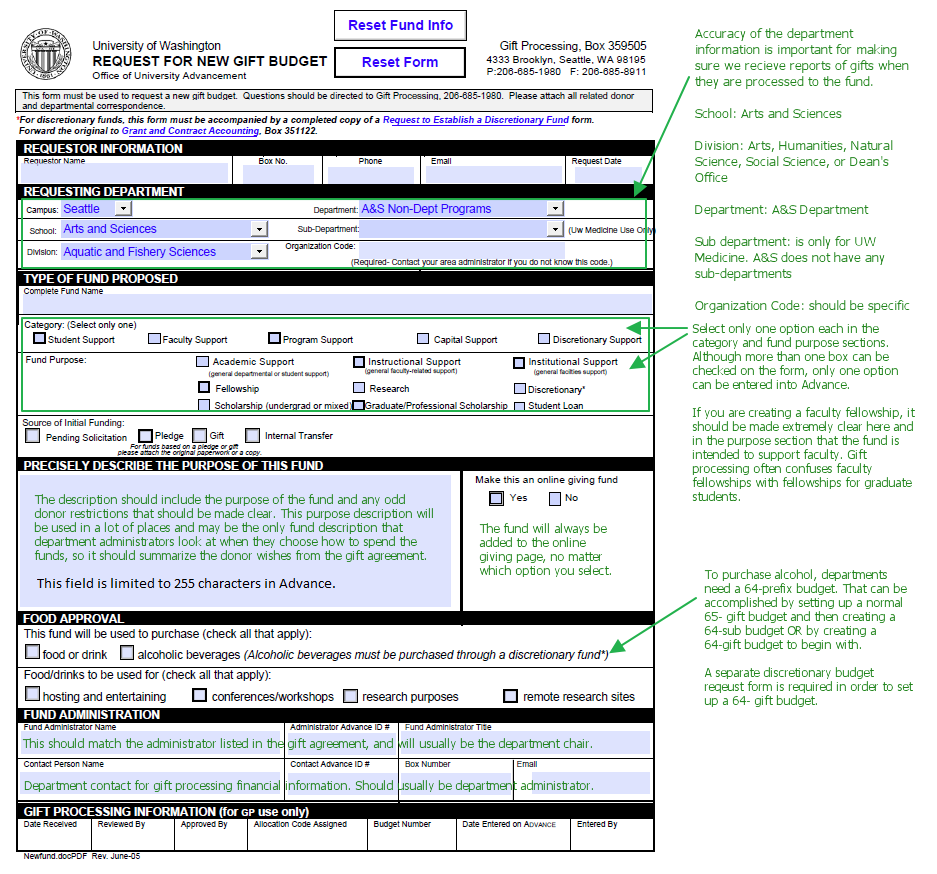 Reset Fund Info
University of Washington
REQUEST FOR NEW GIFT BUDGET
Office of University Advancement
Reset Form
Gift Processing, Box 359505
4333 Brooklyn, Seattle, WA 98195
P:206-685-1980 F: 206-685-8911
This form must be used to request a new gift budget. Questions should be directed to Gift Processing, 206-685-1980. Please attach all related donor
and departmental correspondence.
*For discretionary funds, this form must be accompanied by a completed copy of a Request to Establish a Discretionary Fund form.
Forward the original to Grant and Contract Accounting, Box 351122.
REQUESTOR INFORMATION
Requestor Name Box No. Phone Email Request Date
REQUESTING DEPARTMENT
Campus: Seattle Department: A&S Non-Dept Programs
School: Arts and Sciences Sub-Department: (Uw Medicine Use Only)
Division: Aquatic and Fishery Sciences Organization Code:
(Required- Contact your area administrator if you do not know this code.)
TYPE OF FUND PROPOSED
Complete Fund Name
Category: (Select only one)
Student Support Faculty Support Program Support Capital Support Discretionary Support
Fund Purpose: Academic Support Instructional Support Institutional Support
(general departmental or student support) (general faculty-related support) (general facilties support)
Fellowship Research Discretionary*
Scholarship (undergrad or mixed) Graduate/Professional Scholarship Student Loan
Source of Initial Funding:
Pending Solicitation Pledge Gift Internal Transfer
For funds based on a pledge or gift
please attach the original paperwork or a copy.
PRECISELY DESCRIBE THE PURPOSE OF THIS FUND
The description should include the purpose of the fund and any odd
donor restrictions that should be made clear. This purpose description will
be used in a lot of places and may be the only fund description that
department administrators look at when they choose how to spend the
funds, so it should summarize the donor wishes from the gift agreement.
This field is limited to 255 characters in Advance.
Make this an online giving fund
Yes No
The fund will always be
added to the online
giving page, no matter
which option you select.
FOOD APPROVAL
This fund will be used to purchase (check all that apply):
food or drink alcoholic beverages (Alcoholic beverages must be purchased through a discretionary fund*)
Food/drinks to be used for (check all that apply):
hosting and entertaining conferences/workshops research purposes remote research sites
FUND ADMINISTRATION
Fund Administrator Name Administrator Advance ID # Fund Administrator Title
This should match the administrator listed in the gift agreement, and will usually be the department chair.
Contact Person Name Contact Advance ID # Box Number Email
Department contact for gift processing financial information. Should usually be department administrator.
GIFT PROCESSING INFORMATION (for GP use only)
Date Received Reviewed By Approved By Allocation Code Assigned Budget Number Date Entered on ADVANCE Entered By
Newfund.docPDF Rev. June-05
Accuracy of the department
information is important for making
sure we recieve reports of gifts when
they are processed to the fund.
School: Arts and Sciences
Division: Arts, Humanities, Natural
Science, Social Science, or Dean's
Office
Department: A&S Department
Sub department: is only for UW
Medicine. A&S does not have any
sub-departments
Organization Code: should be specific
Select only one option each in the
category and fund purpose sections.
Although more than one box can be
checked on the form, only one option
can be entered into Advance.
If you are creating a faculty fellowship, it
should be made extremely clear here and
in the purpose section that the fund is
intended to support faculty. Gift
processing often confuses faculty
fellowships with fellowships for graduate
students.
To purchase alcohol, departments
need a 64-prefix budget. That can be
accomplished by setting up a normal
65- gift budget and then creating a
64-sub budget OR by creating a
64-gift budget to begin with.
A separate discretionary budget
reqeust form is required in order to set
up a 64- gift budget.